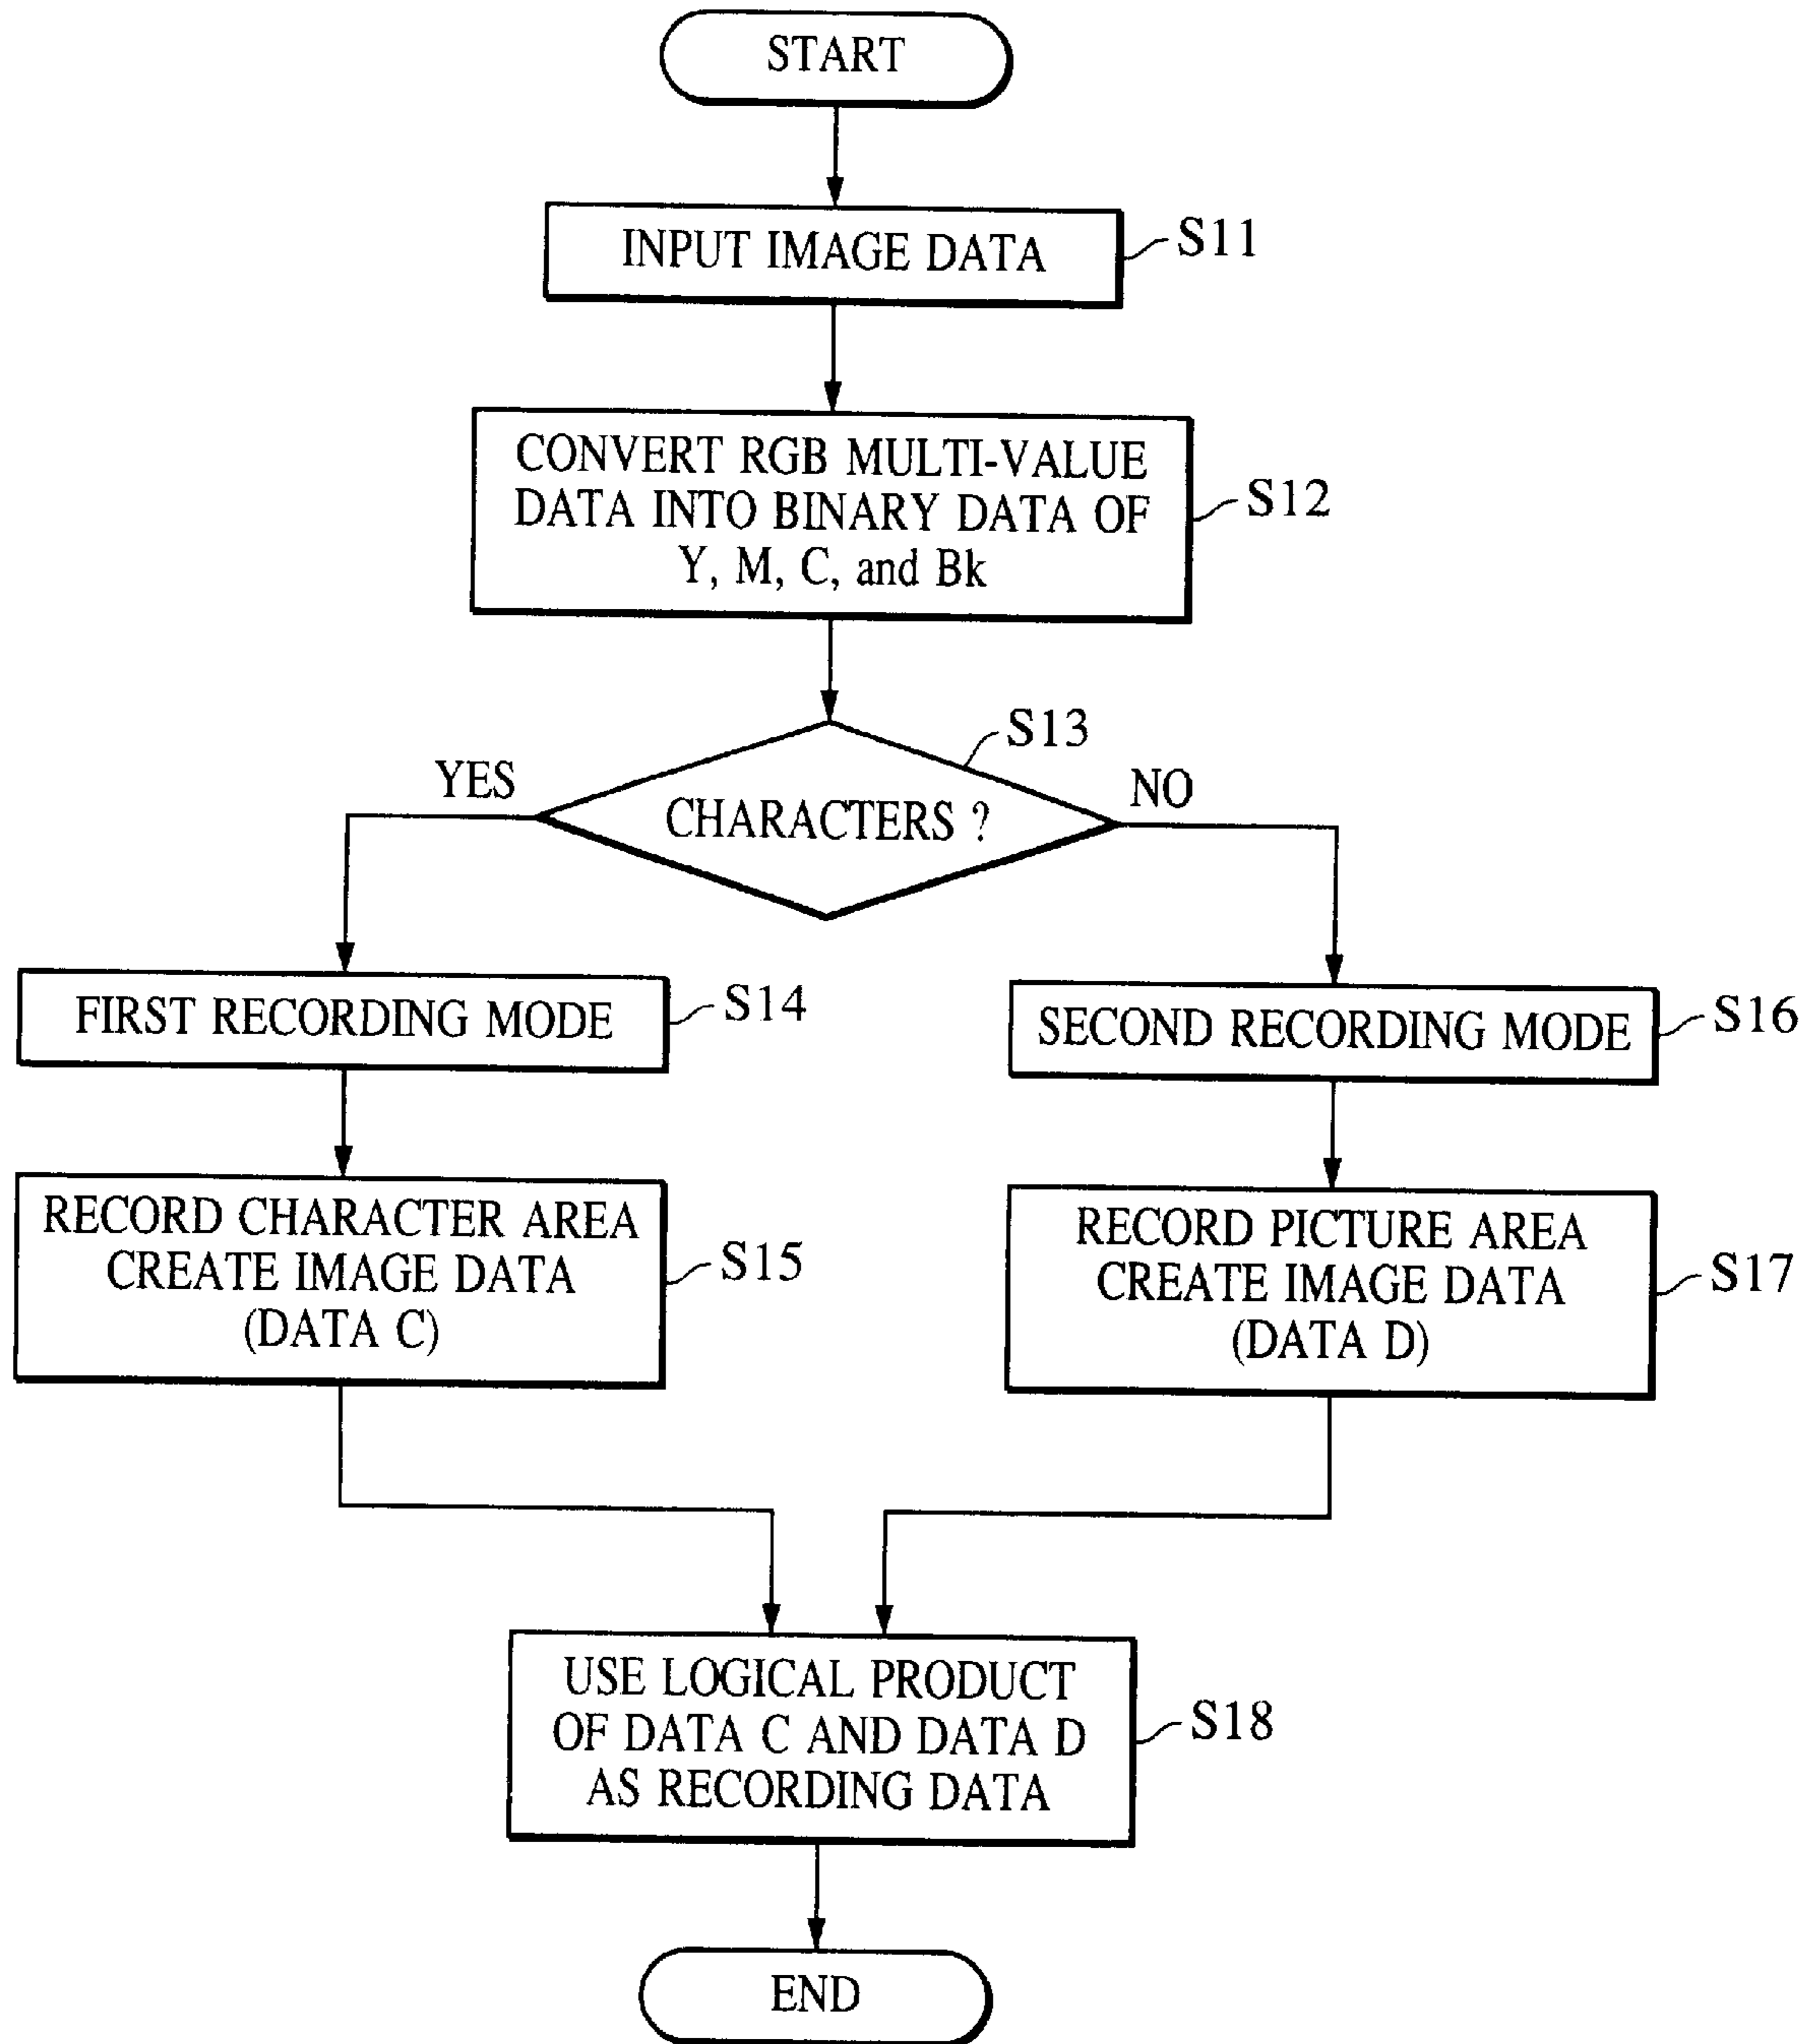 START
INPUT IMAGE DATA
S11
CONVERT RGB MULTI-VALUE
DATA INTO BINARY DATA OF
Y, M, C, and Bk
S12
S13
YES
NO
CHARACTERS ?
FIRST RECORDING MODE
S14
SECOND RECORDING MODE
S16
RECORD CHARACTER AREA
CREATE IMAGE DATA
(DATA C)
S15
RECORD PICTURE AREA
CREATE IMAGE DATA
(DATA D)
S17
USE LOGICAL PRODUCT
OF DATA C AND DATA D
AS RECORDING DATA
S18
END